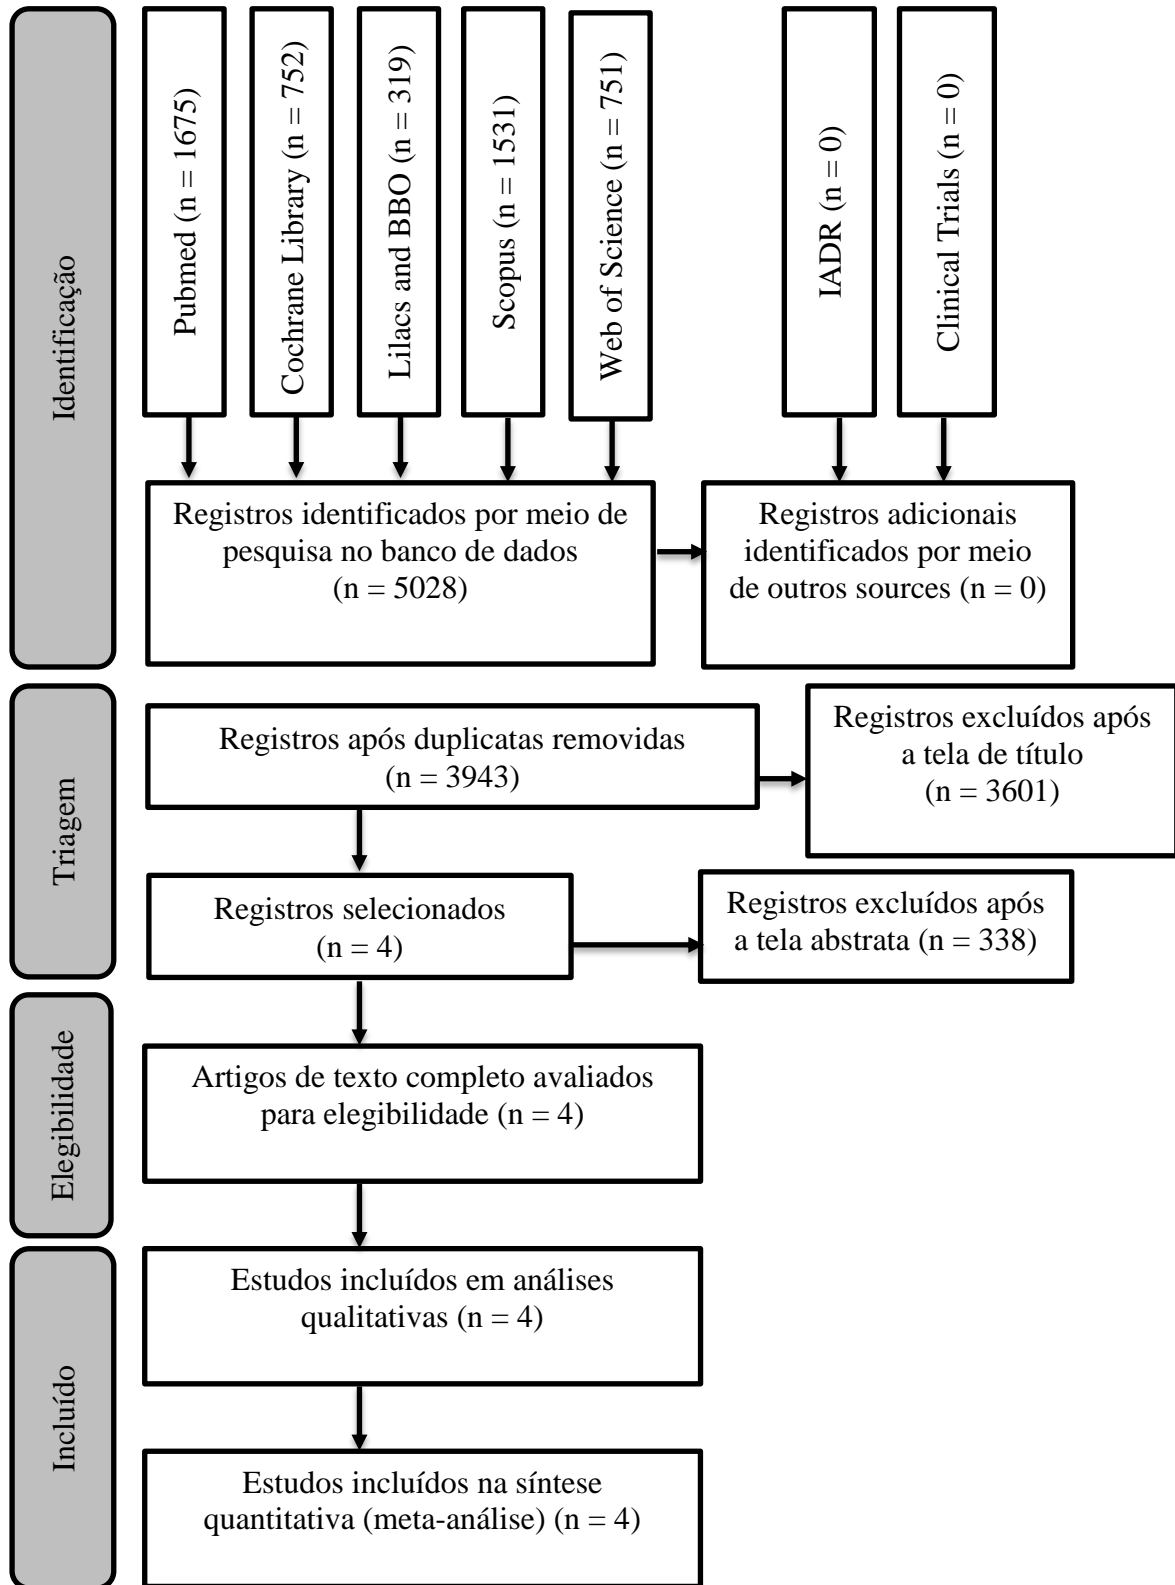 Identificação
Pubmed (n = 1675)
Cochrane Library (n = 752)
Lilacs and BBO (n = 319)
Scopus (n = 1531)
Web of Science (n = 751)
IADR (n = 0)
Clinical Trials (n = 0)
Registros identificados por meio de
pesquisa no banco de dados
(n = 5028)
Registros adicionais
identificados por meio
de outros sources (n = 0)
Triagem
Registros após duplicatas removidas
(n = 3943)
Registros excluídos após
a tela de título
(n = 3601)
Registros selecionados
(n = 4)
Registros excluídos após
a tela abstrata (n = 338)
Elegibilidade
Artigos de texto completo avaliados
para elegibilidade (n = 4)
Incluído
Estudos incluídos em análises
qualitativas (n = 4)
Estudos incluídos na síntese
quantitativa (meta-análise) (n = 4)